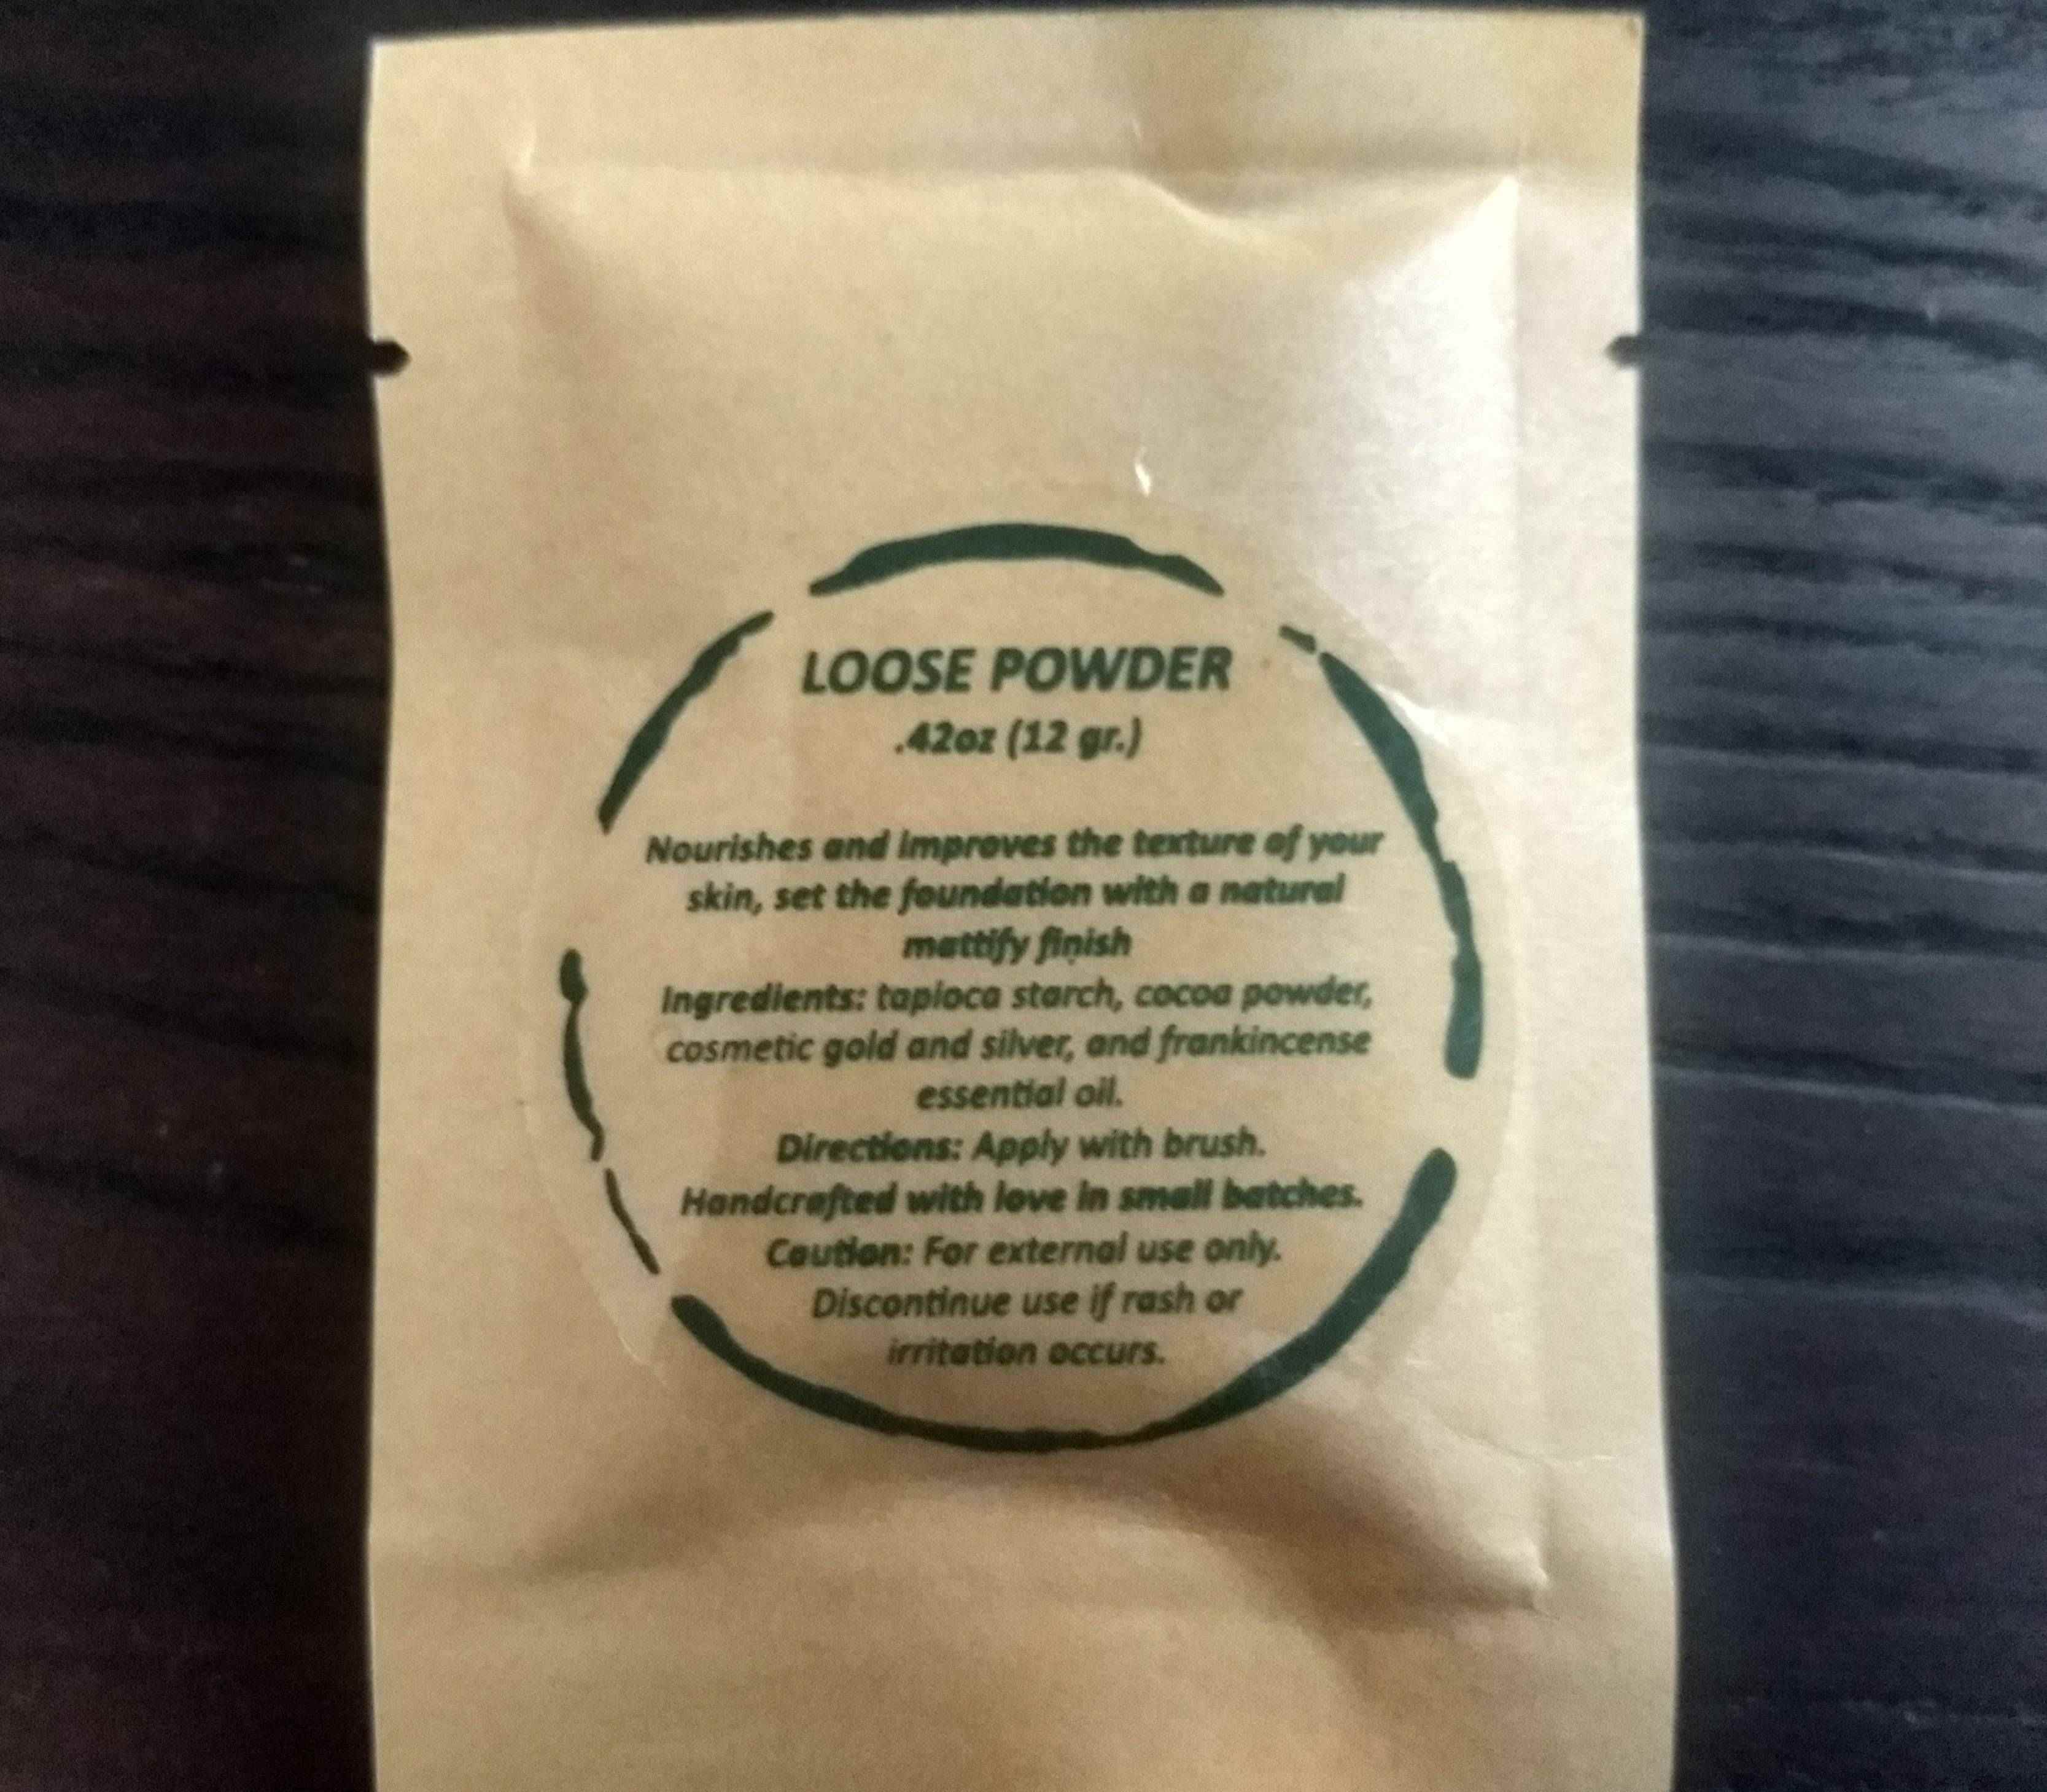 LOOSE POWDER
.42oz (12 gr.)
Nourishes and improves the texture of your
skin, set the foundation with a natural
mattify finish
Ingredients: tapioca starch, cocoa powder,
cosmetic gold and silver, and frankincense
essential oil.
Directions: Apply with brush.
Handcrafted with love in small batches.
Caution: For external use only.
Discontinue use if rash or
irritation occurs.